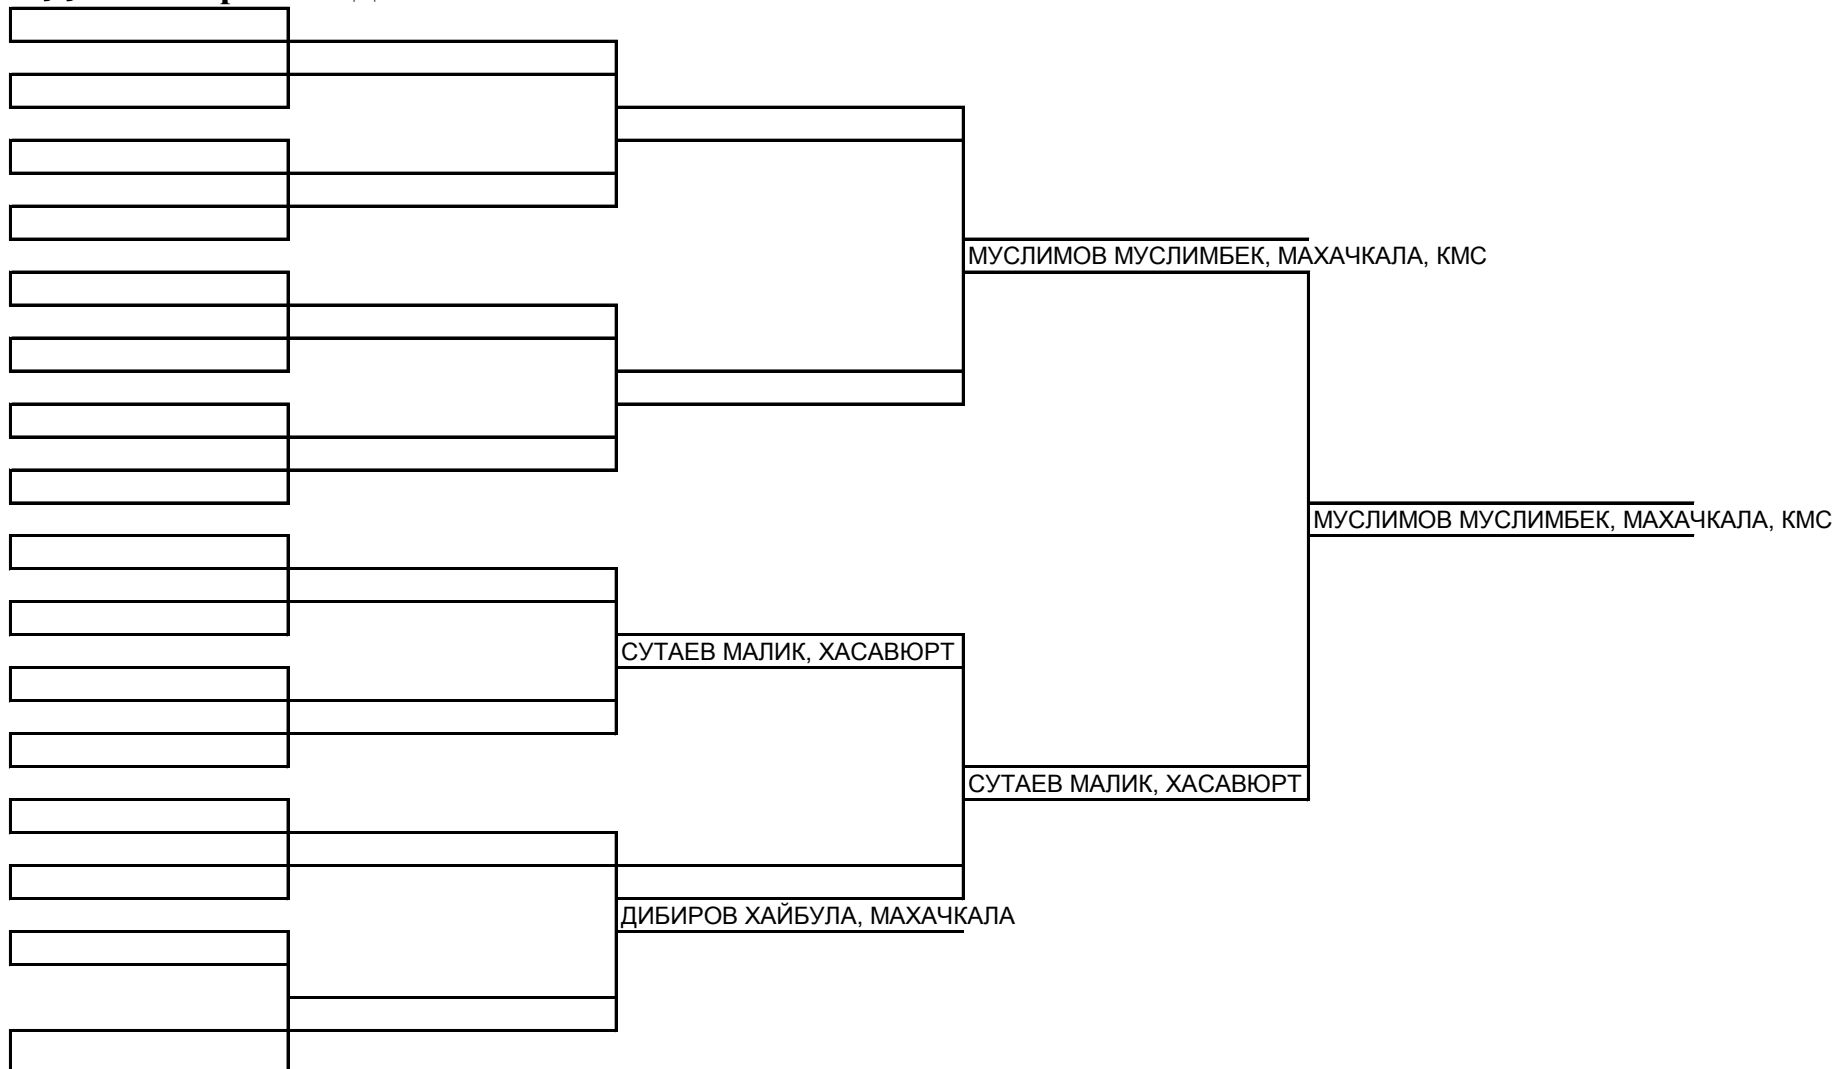 МУСЛИМОВ МУСЛИМБЕК, МАХАЧКАЛА, КМС
МУСЛИМОВ МУСЛИМБЕК, МАХАЧКАЛА, КМС
СУТАЕВ МАЛИК, ХАСАВЮРТ
СУТАЕВ МАЛИК, ХАСАВЮРТ
ДИБИРОВ ХАЙБУЛА, МАХАЧКАЛА